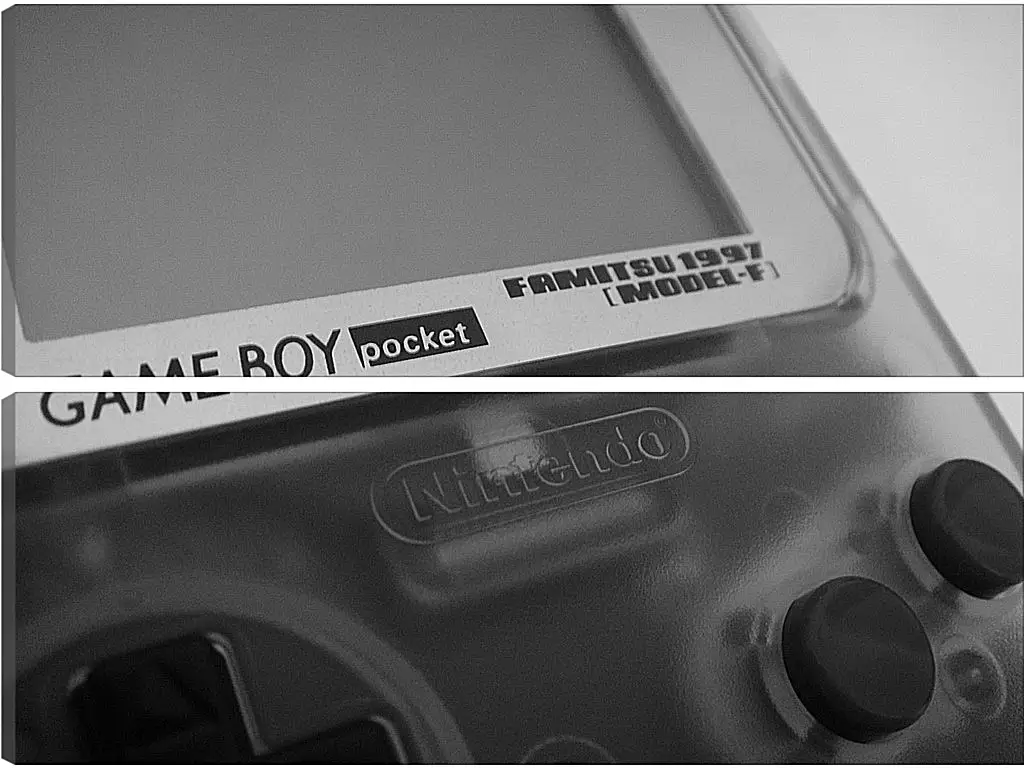 FAMITSU 1997
[MODEL-F]
GAME BOY pocket
Nintendo